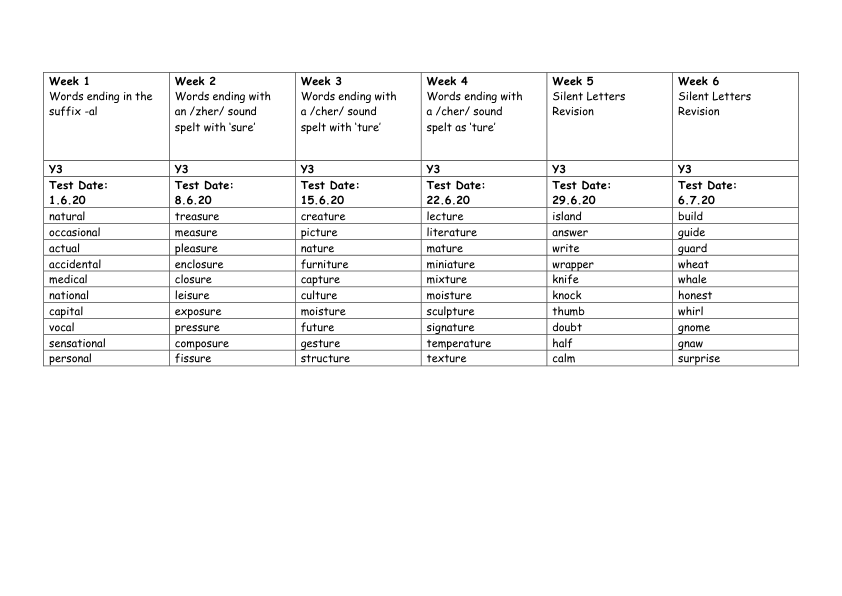 Week 1 Week 2 Week 3 Week 4 Week 5 Week 6
Words ending in the Words ending with Words ending with Words ending with Silent Letters Silent Letters
suffix -al an /zher/ sound a /cher/ sound a /cher/ sound Revision Revision
spelt with ‘sure’ spelt with ‘ture’ spelt as ‘ture’
Y3 Y3 Y3 Y3 Y3 Y3
Test Date: Test Date: Test Date: Test Date: Test Date: Test Date:
1.6.20 8.6.20 15.6.20 22.6.20 29.6.20 6.7.20
natural treasure creature lecture island build
occasional measure picture literature answer guide
actual pleasure nature mature write guard
accidental enclosure furniture miniature wrapper wheat
medical closure capture mixture knife whale
national leisure culture moisture knock honest
capital exposure moisture sculpture thumb whirl
vocal pressure future signature doubt gnome
sensational composure gesture temperature half gnaw
personal fissure structure texture calm surprise